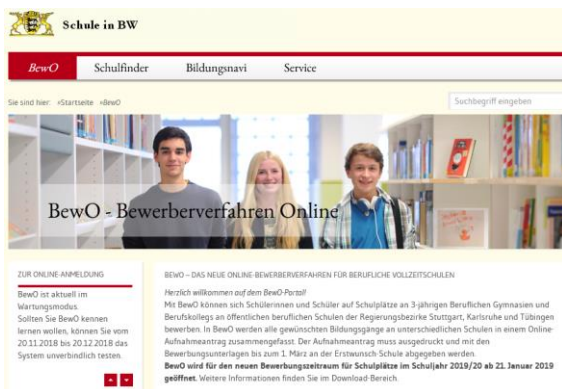 Schule in BW
BewO Schulfinder Bildungsnavi Service
Sie sind hier: »Startseite »BewO
Suchbegriff eingeben
BewO - Bewerberverfahren Online
ZUR ONLINE-ANMELDUNG
BewO ist aktuell im
Wartungsmodus.
Sollten Sie BewO kennen
lernen wollen, können Sie vom
20.11.2018 bis 20.12.2018 das
System unverbindlich testen.
BEWO – DAS NEUE ONLINE-BEWERBERVERFAHREN FÜR BERUFLICHE VOLLZEITSCHULEN
Herzlich willkommen auf dem BewO-Portal!
Mit BewO können sich Schülerinnen und Schüler auf Schulplätze an 3-jährigen Beruflichen Gymnasien und
Berufskollegs an öffentlichen beruflichen Schulen der Regierungsbezirke Stuttgart, Karlsruhe und Tübingen
bewerben. In BewO werden alle gewünschten Bildungsgänge an unterschiedlichen Schulen in einem Online-
Aufnahmeantrag zusammengefasst. Der Aufnahmeantrag muss ausgedruckt und mit den
Bewerbungsunterlagen bis zum 1. März an der Erstwunsch-Schule abgegeben werden.
BewO wird für den neuen Bewerbungszeitraum für Schulplätze im Schuljahr 2019/20 ab 21. Januar 2019
geöffnet. Weitere Informationen finden Sie im Download-Bereich.